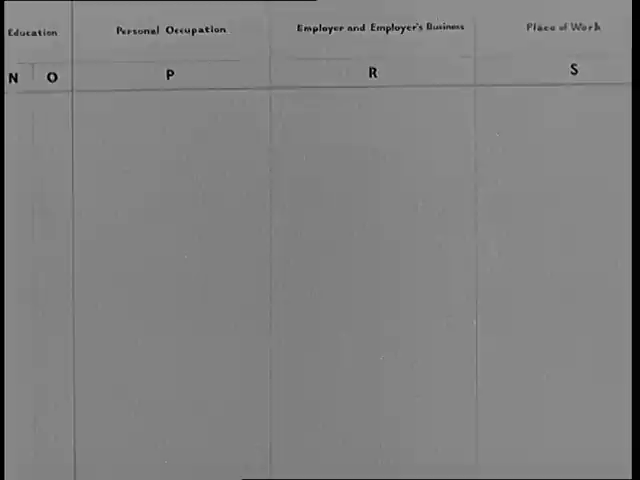 Education Personal Occupation Employer and Employer's Business Place of Work
N O P R S